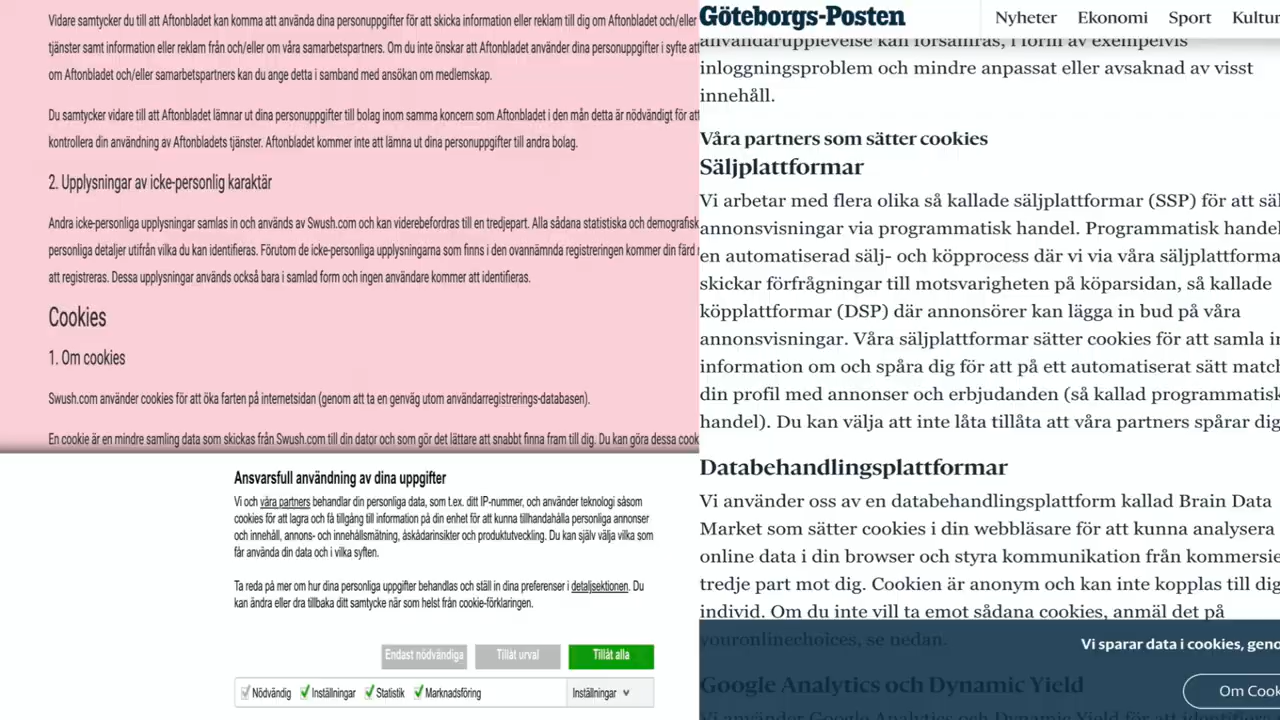 Vidare samtycker du till att Aftonbladet kan komma att använda dina personuppgifter för att skicka information eller reklam till dig om Aftonbladet och/eller
tjänster samt information eller reklam från och/eller om våra samarbetspartners. Om du inte önskar att Aftonbladet använder dina personuppgifter i syfte att
om Aftonbladet och/eller samarbetspartners kan du ange detta i samband med ansökan om medlemskap.
Du samtycker vidare till att Aftonbladet lämnar ut dina personuppgifter till bolag inom samma koncern som Aftonbladet i den mån detta är nödvändigt för att
kontrollera din användning av Aftonbladets tjänster. Aftonbladet kommer inte att lämna ut dina personuppgifter till andra bolag.
2. Upplysningar av icke-personlig karaktär
Andra icke-personliga upplysningar samlas in och används av Swush.com och kan viderebefordras till en tredjepart. Alla sådana statistiska och demografisk
personliga detaljer utifrån vilka du kan identifieras. Förutom de icke-personliga upplysningarna som finns i den ovannämnda registreringen kommer din färd
att registreras. Dessa upplysningar används också bara i samlad form och ingen användare kommer att identifieras.
Cookies
1. Om cookies
Swush.com använder cookies för att öka farten på internetsidan (genom att ta en genväg utom användarregistrerings-databasen).
En cookie är en mindre samling data som skickas från Swush.com till din dator och som gör det lättare att snabbt finna fram till dig. Du kan göra dessa cook
Ansvarsfull användning av dina uppgifter
Vi och våra partners behandlar din personliga data, som t.ex. ditt IP-nummer, och använder teknologi såsom
cookies för att lagra och få tillgång till information på din enhet för att kunna tillhandahålla personliga annonser
och innehåll, annons- och innehållsmätning, åskådarinsikter och produktutveckling. Du kan själv välja vilka som
får använda din data och i vilka syften.
Ta reda på mer om hur dina personliga uppgifter behandlas och ställ in dina preferenser i detaljsektionen. Du
kan ändra eller dra tillbaka ditt samtycke när som helst från cookie-förklaringen.
Endast nödvändiga Tillåt urval Tillåt alla
Nödvändig Inställningar Statistik Marknadsföring Inställningar
Göteborgs-Posten Nyheter Ekonomi Sport Kultur
användarupplevelse kan försämras, i form av exempelvis
inloggningsproblem och mindre anpassat eller avsaknad av visst
innehåll.
Våra partners som sätter cookies
Säljplattformar
Vi arbetar med flera olika så kallade säljplattformar (SSP) för att säl
annonsvisningar via programmatisk handel. Programmatisk handel
en automatiserad sälj- och köpprocess där vi via våra säljplattforma
skickar förfrågningar till motsvarigheten på köparsidan, så kallade
köpplattformar (DSP) där annonsörer kan lägga in bud på våra
annonsvisningar. Våra säljplattformar sätter cookies för att samla in
information om och spåra dig för att på ett automatiserat sätt match
din profil med annonser och erbjudanden (så kallad programmatisk
handel). Du kan välja att inte låta tillåta att våra partners spårar dig
Databehandlingsplattformar
Vi använder oss av en databehandlingsplattform kallad Brain Data
Market som sätter cookies i din webbläsare för att kunna analysera
online data i din browser och styra kommunikation från kommersie
tredje part mot dig. Cookien är anonym och kan inte kopplas till dig
individ. Om du inte vill ta emot sådana cookies, anmäl det på
youronlinechoices, se nedan.
Vi sparar data i cookies, geno
Google Analytics och Dynamic Yield
Om Cook
Vi använder Google Analytics och Dynamic Yield för att identifiera